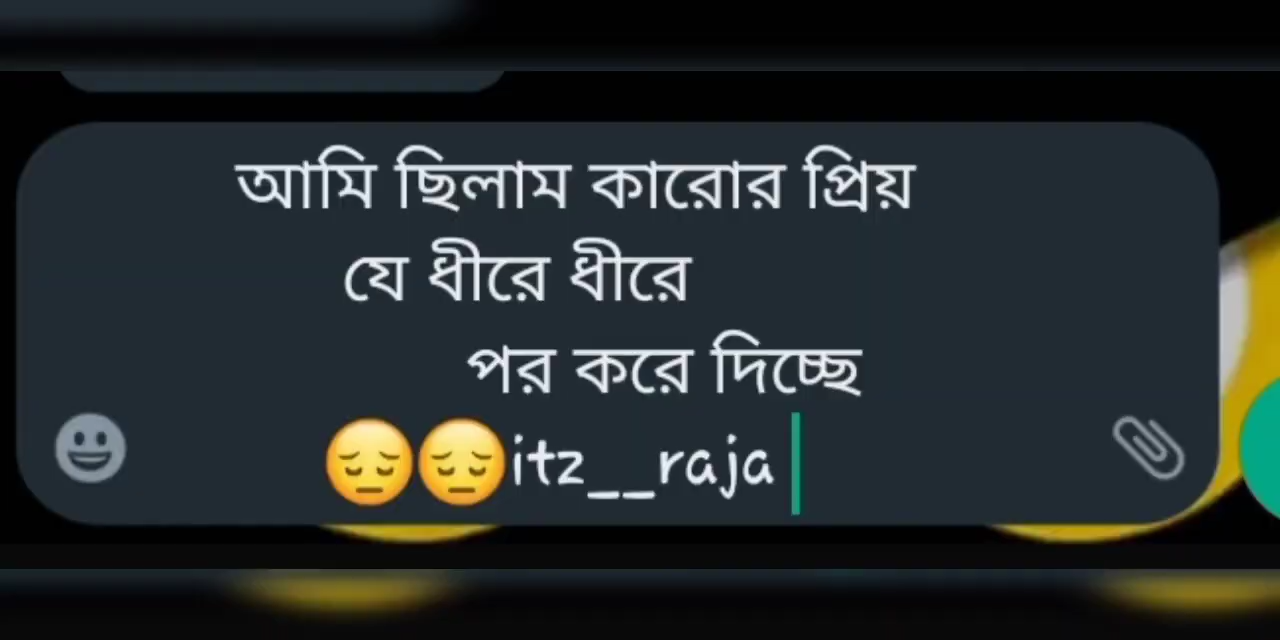 আমি ছিলাম কারোর প্রিয়
যে ধীরে ধীরে
পর করে দিচ্ছে
😔😔itz__raja